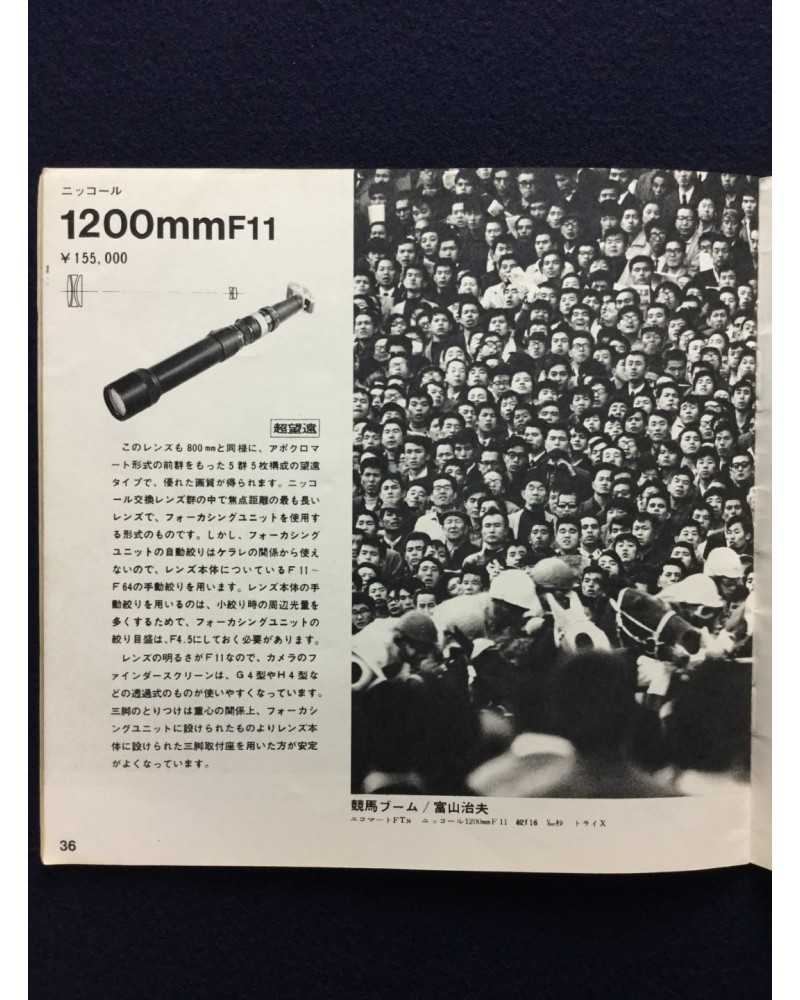 ニッコール
1200mmF11
¥155,000
超望遠
このレンズも800mmと同様に、アポクロマ
ート形式の前群をもった5群5枚構成の望遠
タイプで、優れた画質が得られます。ニッコ
ール交換レンズ群の中で焦点距離の最も長い
レンズで、フォーカシングユニットを使用す
る形式のものです。しかし、フォーカシング
ユニットの自動絞りはケラレの関係から使え
ないので、レンズ本体についているF11〜
F64の手動絞りを用います。レンズ本体の手
動絞りを用いるのは、小絞り時の周辺光量を
多くするためで、フォーカシングユニットの
絞り目盛は、F4.5にしておく必要があります。
レンズの明るさがF11なので、カメラのフ
ァインダースクリーンは、G4型やH4型な
どの透過式のものが使いやすくなっています。
三脚のとりつけは重心の関係上、フォーカシ
ングユニットに設けられたものよりレンズ本
体に設けられた三脚取付座を用いた方が安定
がよくなっています。
競馬ブーム/富山治夫
ニコマートFTN ニッコール1200mmF11 絞f16 秒 トライX
36